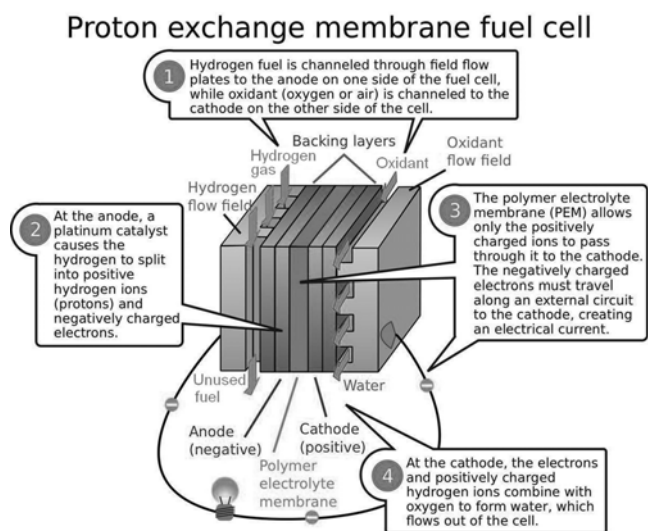 Proton exchange membrane fuel cell
1
Hydrogen fuel is channeled through field flow
plates to the anode on one side of the fuel cell,
while oxidant (oxygen or air) is channeled to the
cathode on the other side of the cell.
Backing layers
Oxidant
flow field
Hydrogen
gas
Oxidant
Hydrogen
flow field
2
At the anode, a
platinum catalyst
causes the
hydrogen to split
into positive
hydrogen ions
(protons) and
negatively charged
electrons.
3
The polymer electrolyte
membrane (PEM) allows
only the positively
charged ions to pass
through it to the cathode.
The negatively charged
electrons must travel
along an external circuit
to the cathode, creating
an electrical current.
Unused
fuel
Water
Anode
(negative)
Cathode
(positive)
Polymer
electrolyte
membrane
4
At the cathode, the electrons
and positively charged
hydrogen ions combine with
oxygen to form water, which
flows out of the cell.